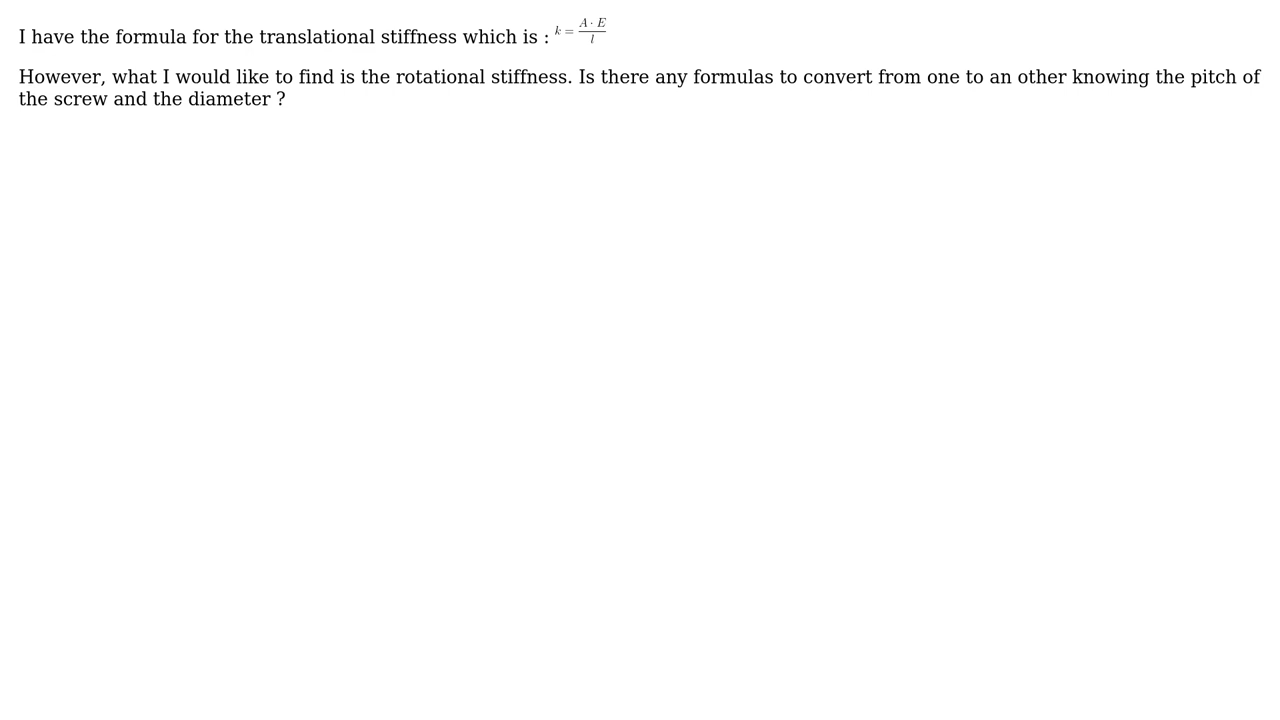 I have the formula for the translational stiffness which is : k = \frac{A \cdot E}{l}
However, what I would like to find is the rotational stiffness. Is there any formulas to convert from one to an other knowing the pitch of
the screw and the diameter ?